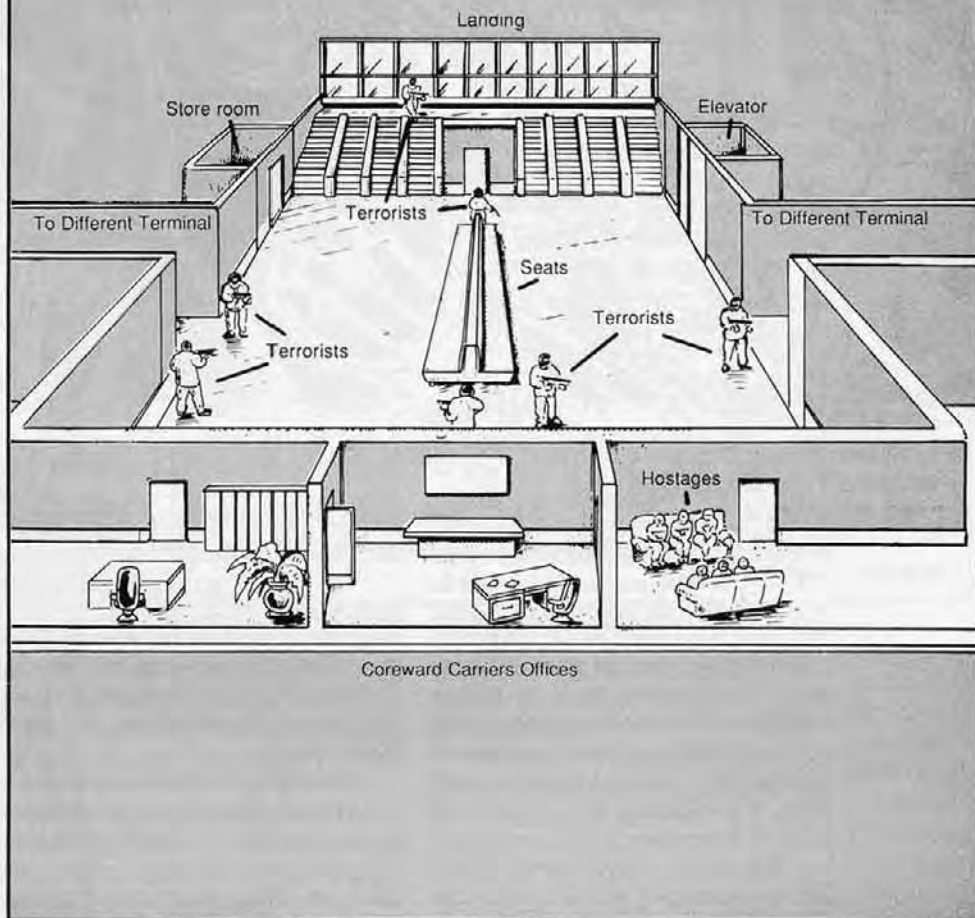 Landing
Store room
Elevator
To Different Terminal
Terrorists
To Different Terminal
Seats
Terrorists
Terrorists
Hostages
Coreward Carriers Offices